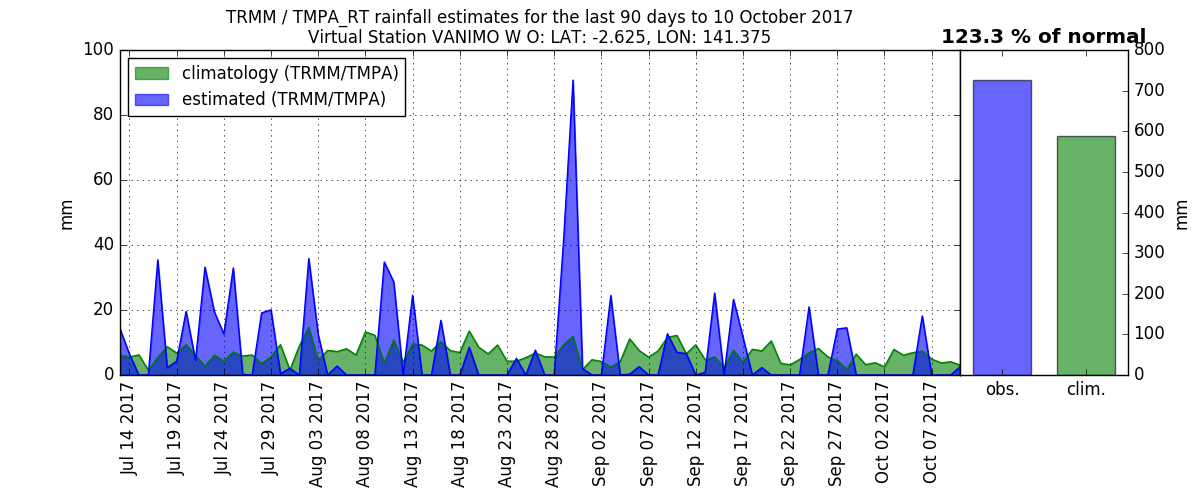 TRMM / TMPA_RT rainfall estimates for the last 90 days to 10 October 2017
Virtual Station VANIMO W O: LAT: -2.625, LON: 141.375
123.3 % of normal
climatology (TRMM/TMPA)
estimated (TRMM/TMPA)
100
80
60
40
20
0
mm
Jul 14 2017
Jul 19 2017
Jul 24 2017
Jul 29 2017
Aug 03 2017
Aug 08 2017
Aug 13 2017
Aug 18 2017
Aug 23 2017
Aug 28 2017
Sep 02 2017
Sep 07 2017
Sep 12 2017
Sep 17 2017
Sep 22 2017
Sep 27 2017
Oct 02 2017
Oct 07 2017
800
700
600
500
400
300
200
100
0
mm
obs.
clim.